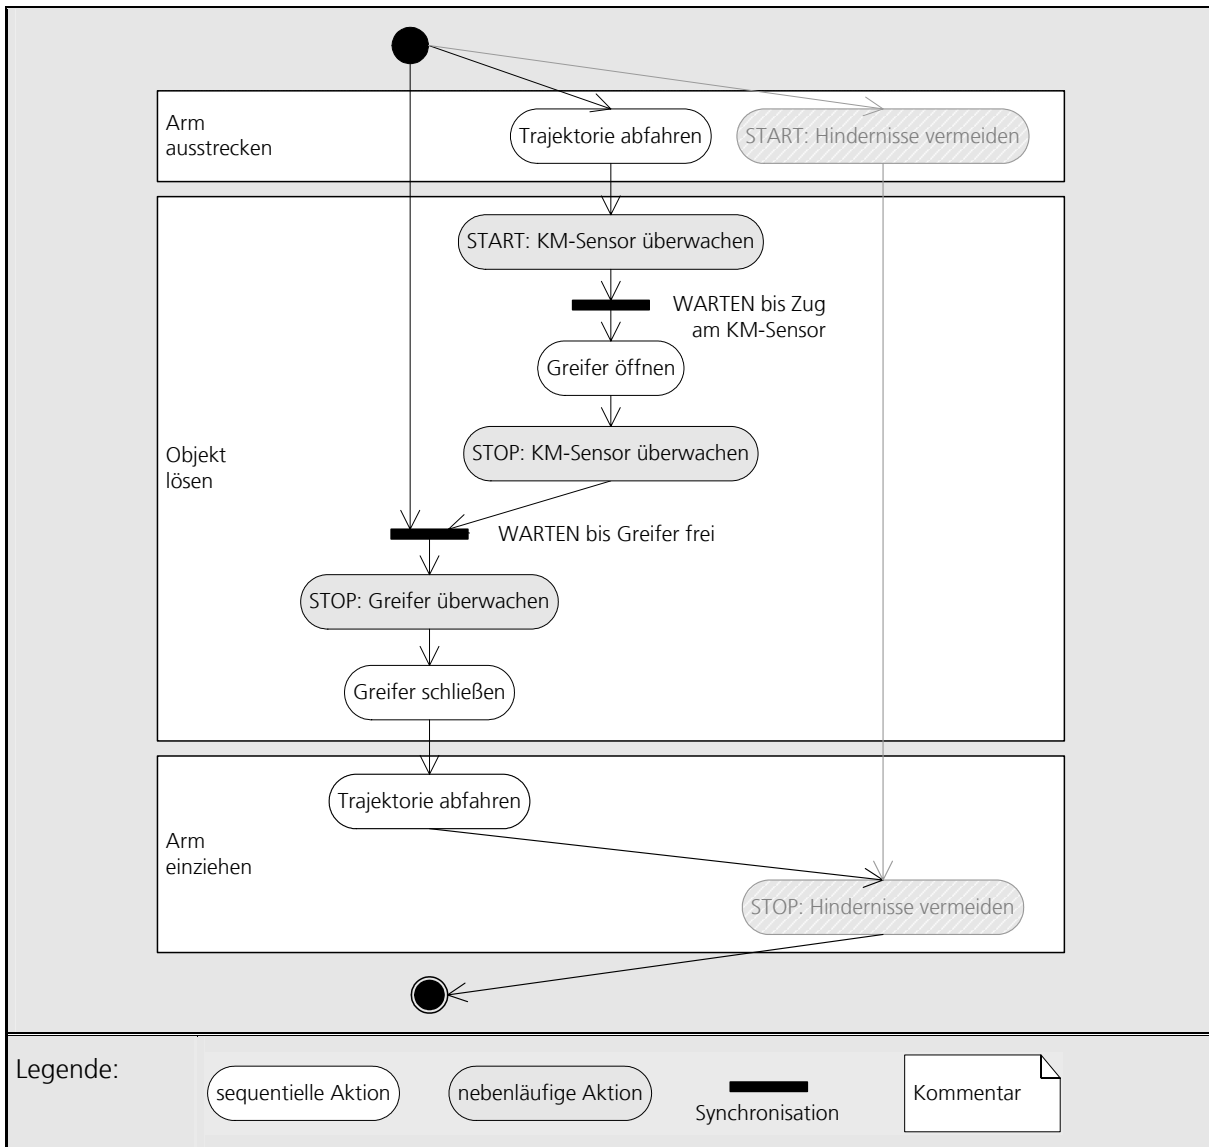 Arm
ausstrecken
Trajektorie abfahren
START: Hindernisse vermeiden
START: KM-Sensor überwachen
WARTEN bis Zug
am KM-Sensor
Greifer öffnen
STOP: KM-Sensor überwachen
Objekt
lösen
WARTEN bis Greifer frei
STOP: Greifer überwachen
Greifer schließen
Trajektorie abfahren
Arm
einziehen
STOP: Hindernisse vermeiden
Legende:
sequentielle Aktion
nebenläufige Aktion
Synchronisation
Kommentar